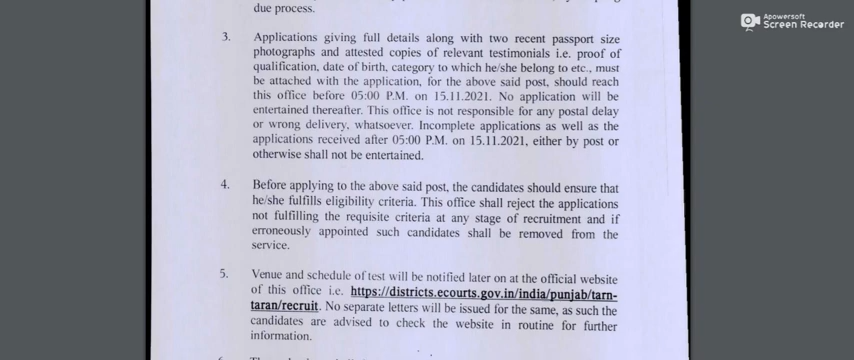 due process.
Apowersoft
Screen Recorder
3. Applications giving full details along with two recent passport size
photographs and attested copies of relevant testimonials i.e. proof of
qualification, date of birth, category to which he/she belong to etc., must
be attached with the application, for the above said post, should reach
this office before 05:00 P.M. on 15.11.2021. No application will be
entertained thereafter. This office is not responsible for any postal delay
or wrong delivery, whatsoever. Incomplete applications as well as the
applications received after 05:00 P.M. on 15.11.2021, either by post or
otherwise shall not be entertained.
4. Before applying to the above said post, the candidates should ensure that
he/she fulfills eligibility criteria. This office shall reject the applications
not fulfilling the requisite criteria at any stage of recruitment and if
erroneously appointed such candidates shall be removed from the
service.
5. Venue and schedule of test will be notified later on at the official website
of this office i.e. https://districts.ecourts.gov.in/india/punjab/tarn-
taran/recruit. No separate letters will be issued for the same, as such the
candidates are advised to check the website in routine for further
information.